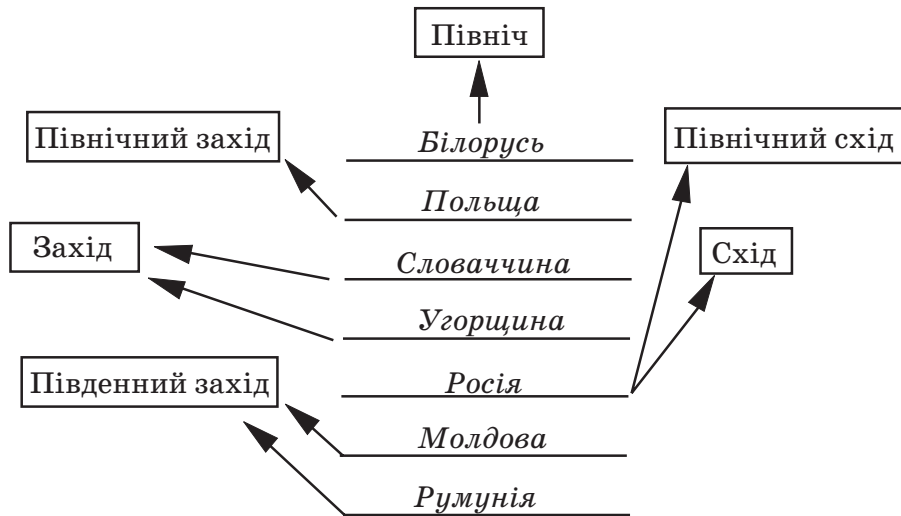 Північ
Північний захід
Білорусь
Північний схід
Польща
Захід
Словаччина
Схід
Угорщина
Південний захід
Росія
Молдова
Румунія